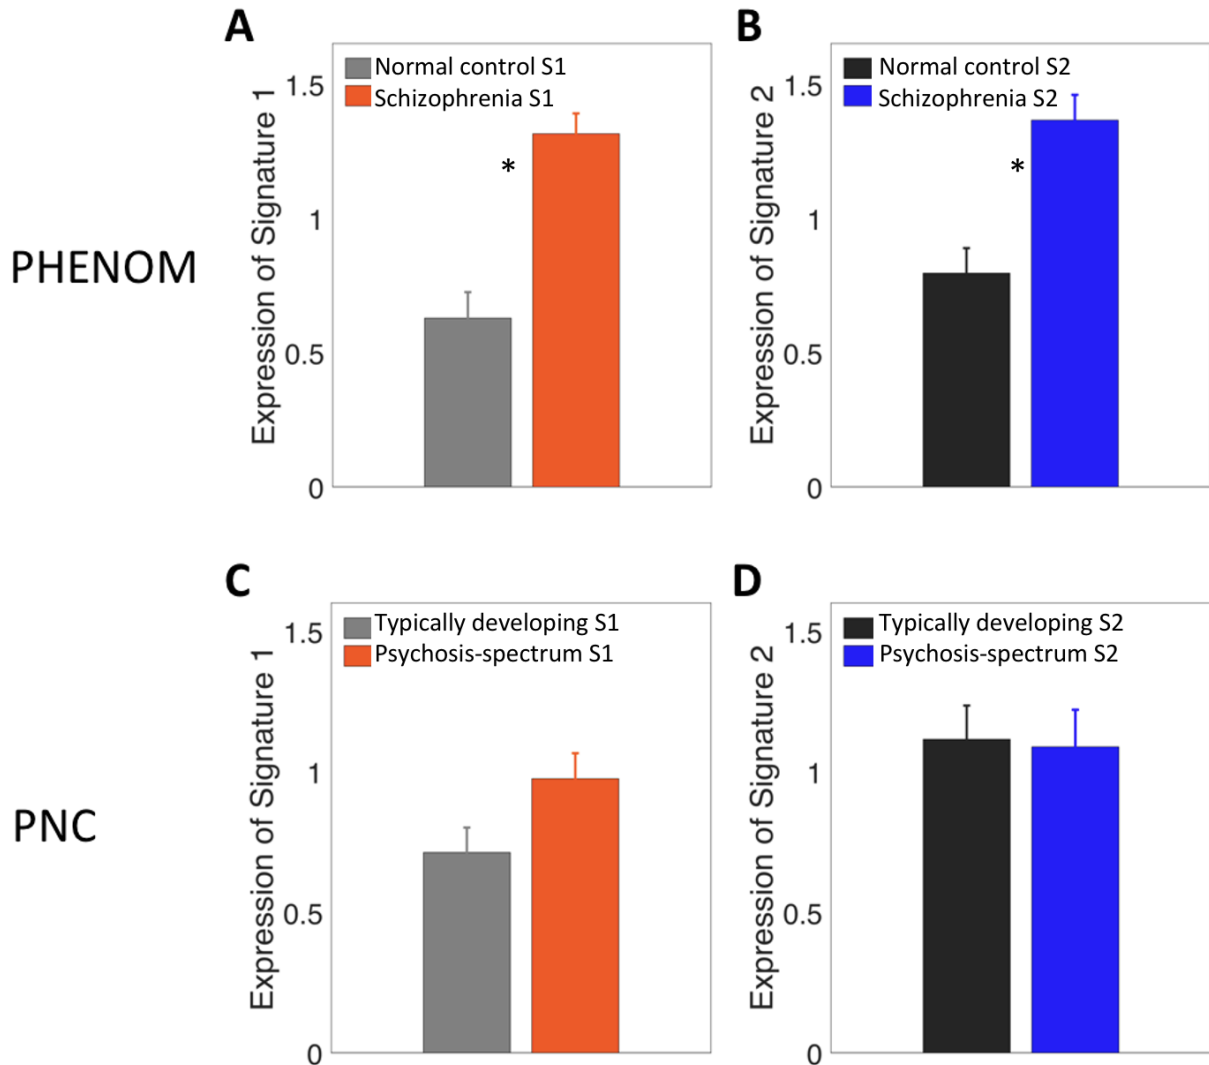 A
B
Expression of Signature 1
1.5
1
0.5
0
Normal control S1
Schizophrenia S1
*
Expression of Signature 2
1.5
1
0.5
0
Normal control S2
Schizophrenia S2
*
PHENOM
C
D
Expression of Signature 1
1.5
1
0.5
0
Typically developing S1
Psychosis-spectrum S1
Expression of Signature 2
1.5
1
0.5
0
Typically developing S2
Psychosis-spectrum S2
PNC